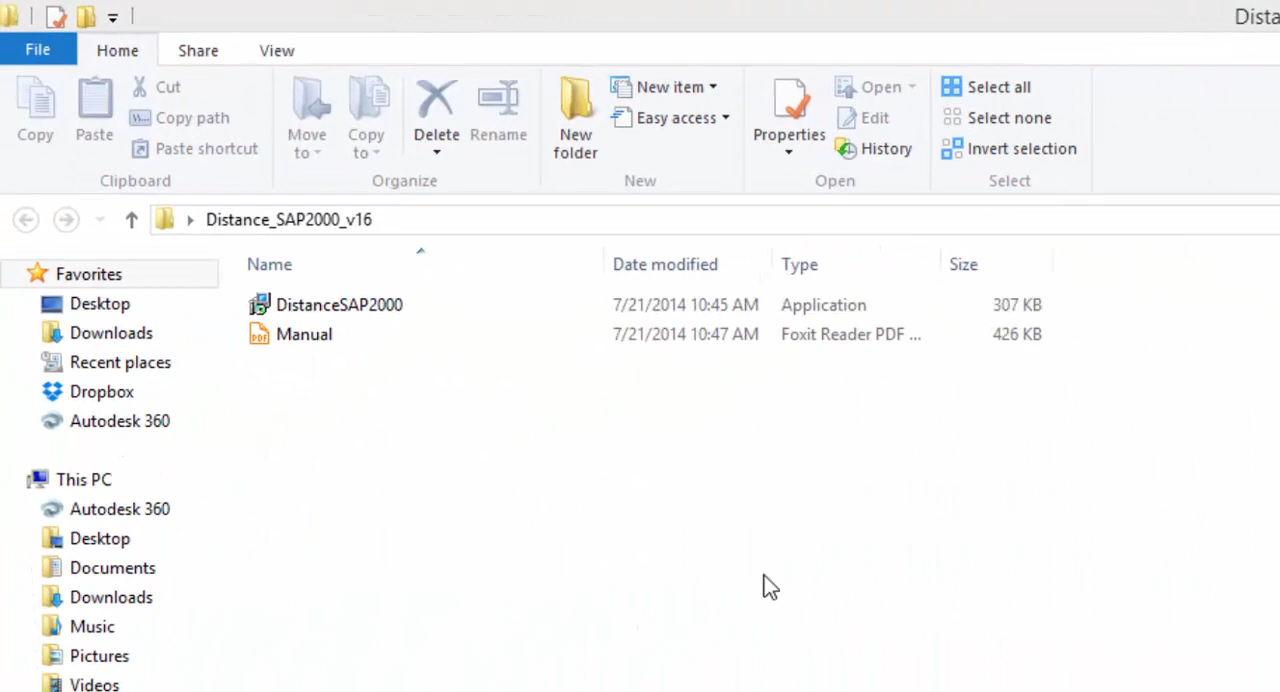 Dista
File Home Share View
Copy Paste Cut Copy path Paste shortcut Move to Copy to Delete Rename New folder New item Easy access Properties Open Edit History Select all Select none Invert selection
Clipboard Organize New Open Select
Distance_SAP2000_v16
Name Date modified Type Size
Favorites
Desktop DistanceSAP2000 7/21/2014 10:45 AM Application 307 KB
Downloads Manual 7/21/2014 10:47 AM Foxit Reader PDF ... 426 KB
PDF
Recent places
Dropbox
Autodesk 360
This PC
Autodesk 360
Desktop
Documents
Downloads
Music
Pictures
Videos